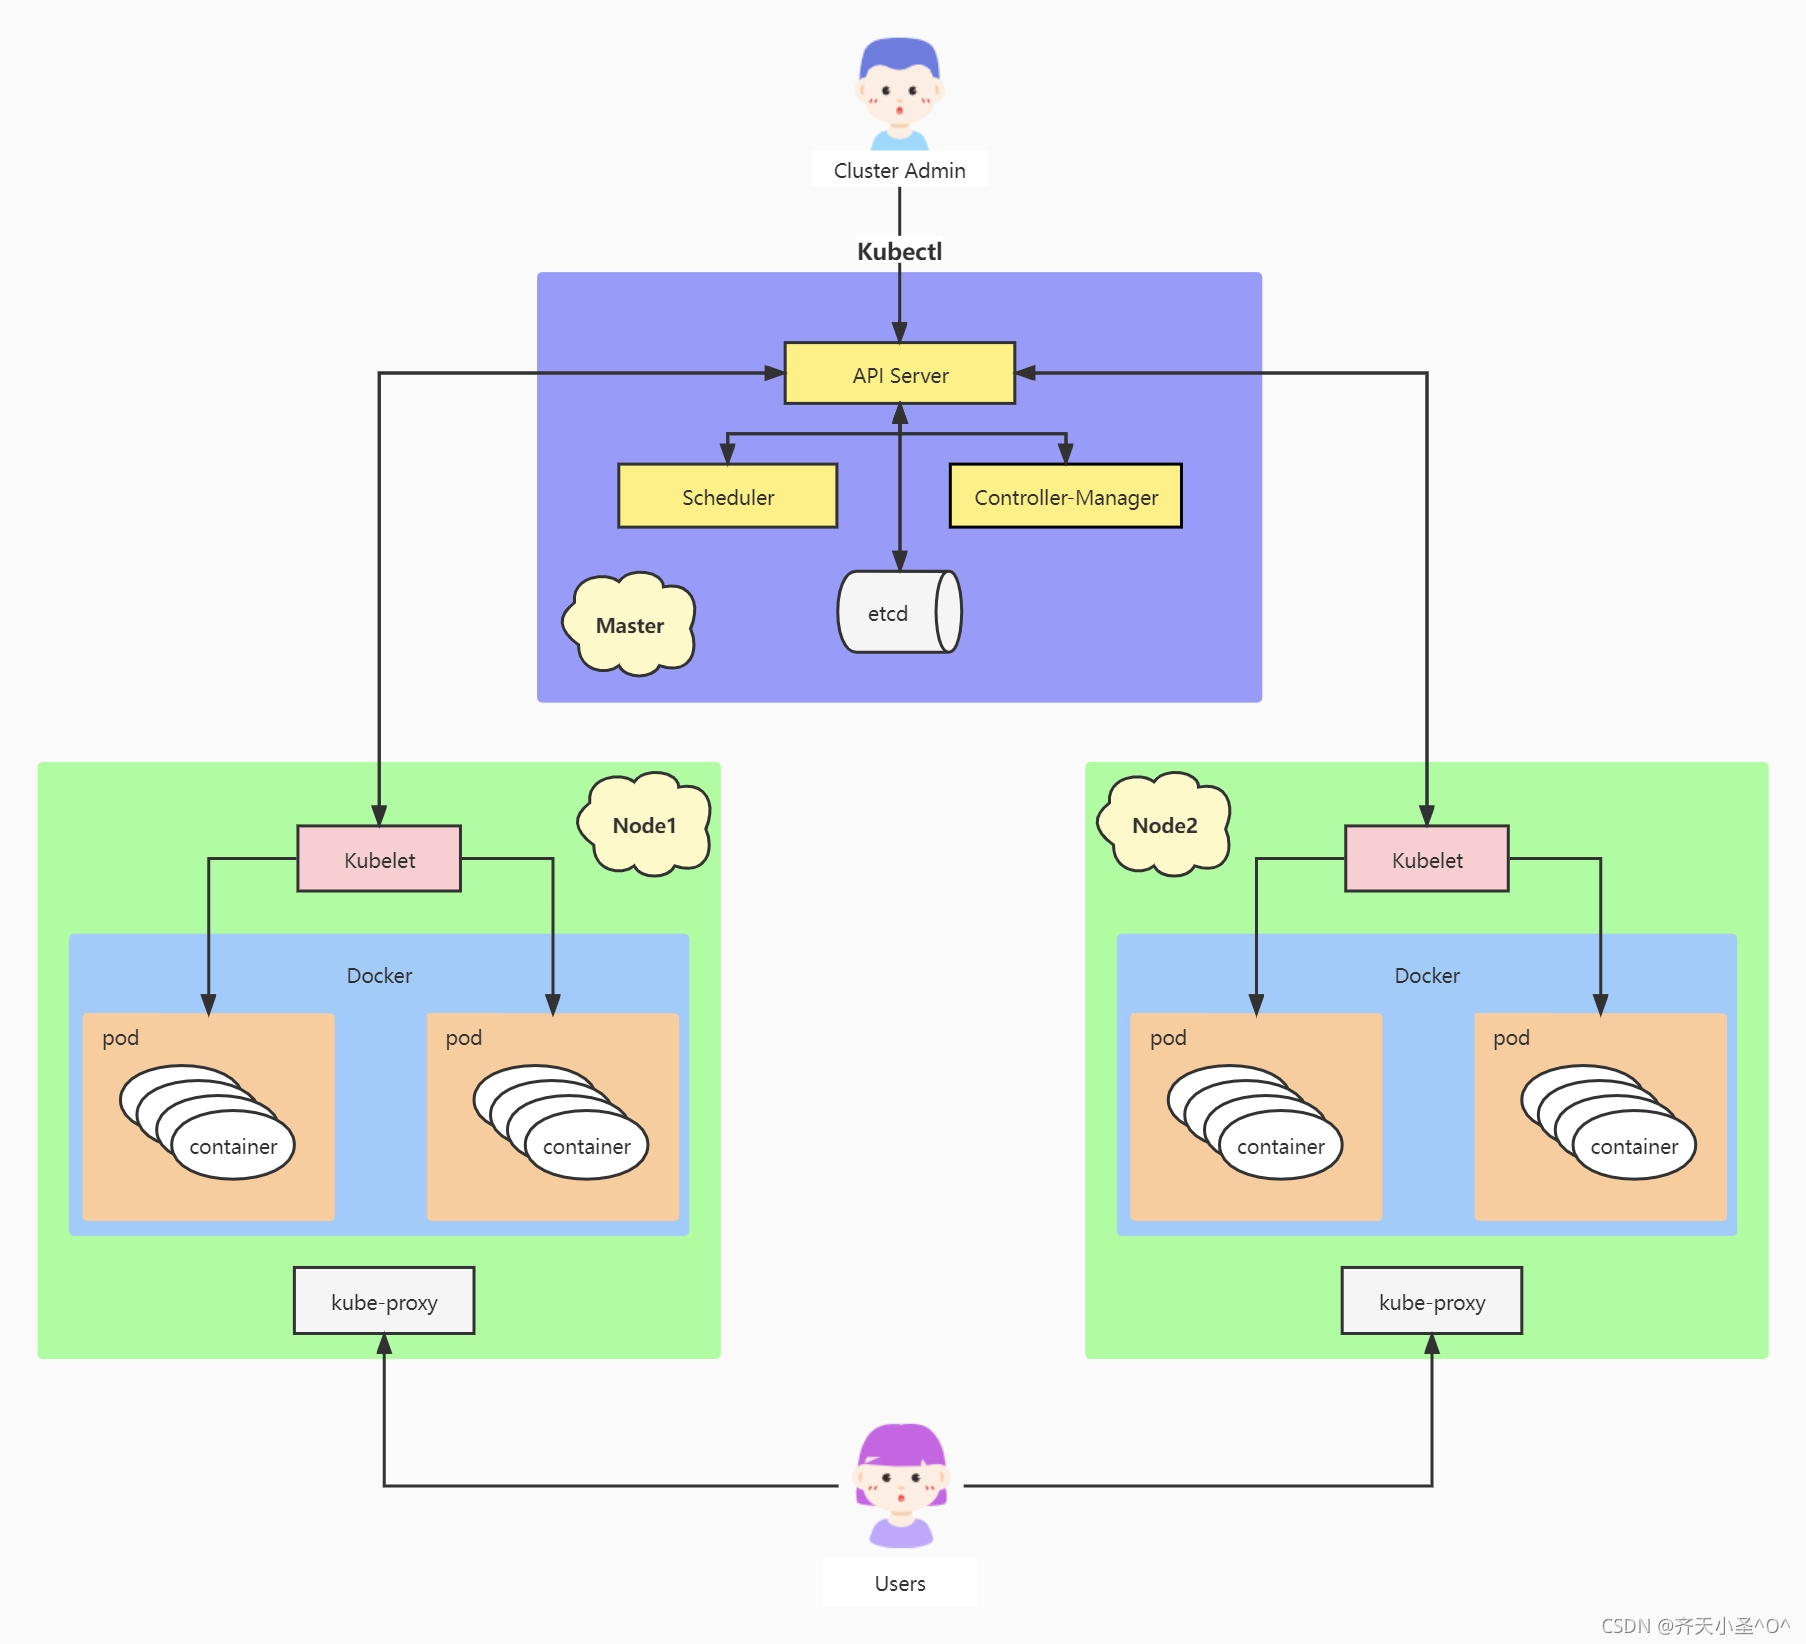 Cluster Admin
Kubectl
API Server
Scheduler
Controller-Manager
Master
etcd
Node1
Kubelet
Docker
pod
container
pod
container
kube-proxy
Node2
Kubelet
Docker
pod
container
pod
container
kube-proxy
Users
CSDN @齐天小圣^O^